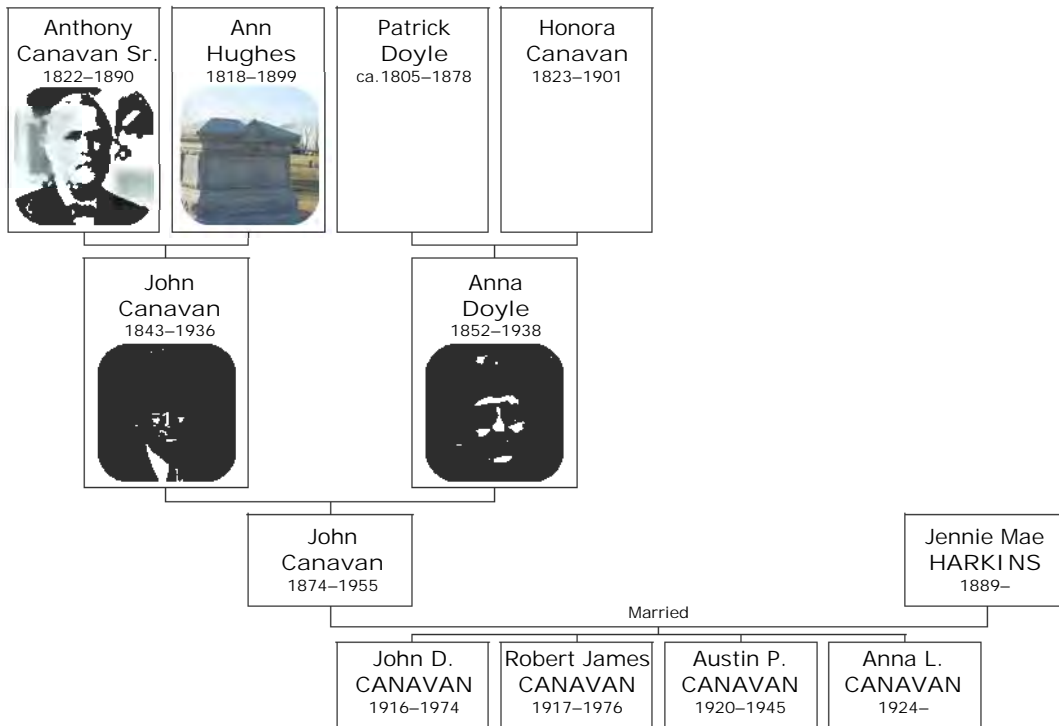 Anthony
Canavan Sr.
1822–1890
Ann
Hughes
1818–1899
Patrick
Doyle
ca.1805–1878
Honora
Canavan
1823–1901
John
Canavan
1843–1936
Anna
Doyle
1852–1938
John
Canavan
1874–1955
Jennie Mae
HARKINS
1889–
Married
John D.
CANAVAN
1916–1974
Robert James
CANAVAN
1917–1976
Austin P.
CANAVAN
1920–1945
Anna L.
CANAVAN
1924–